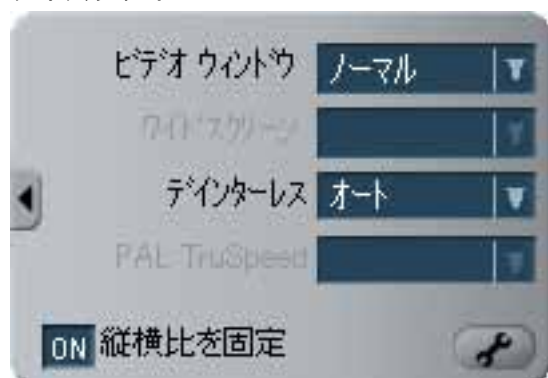 ビデオ ウィンドウ ノーマル
ワイドスクリーン
デインターレス オート
PAL TruSpeed
ON 縦横比を固定